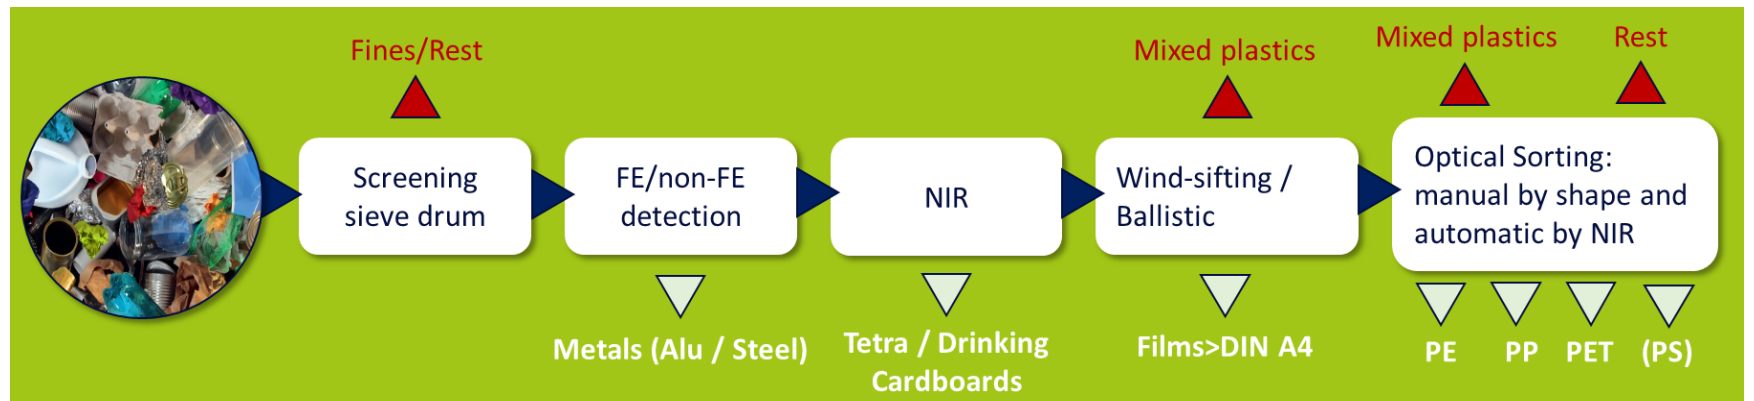 Fines/Rest
Mixed plastics
Mixed plastics
Rest
Screening
sieve drum
FE/non-FE
detection
NIR
Wind-sifting /
Ballistic
Optical Sorting:
manual by shape and
automatic by NIR
Metals (Alu / Steel)
Tetra / Drinking
Cardboards
Films>DIN A4
PE
PP
PET
(PS)